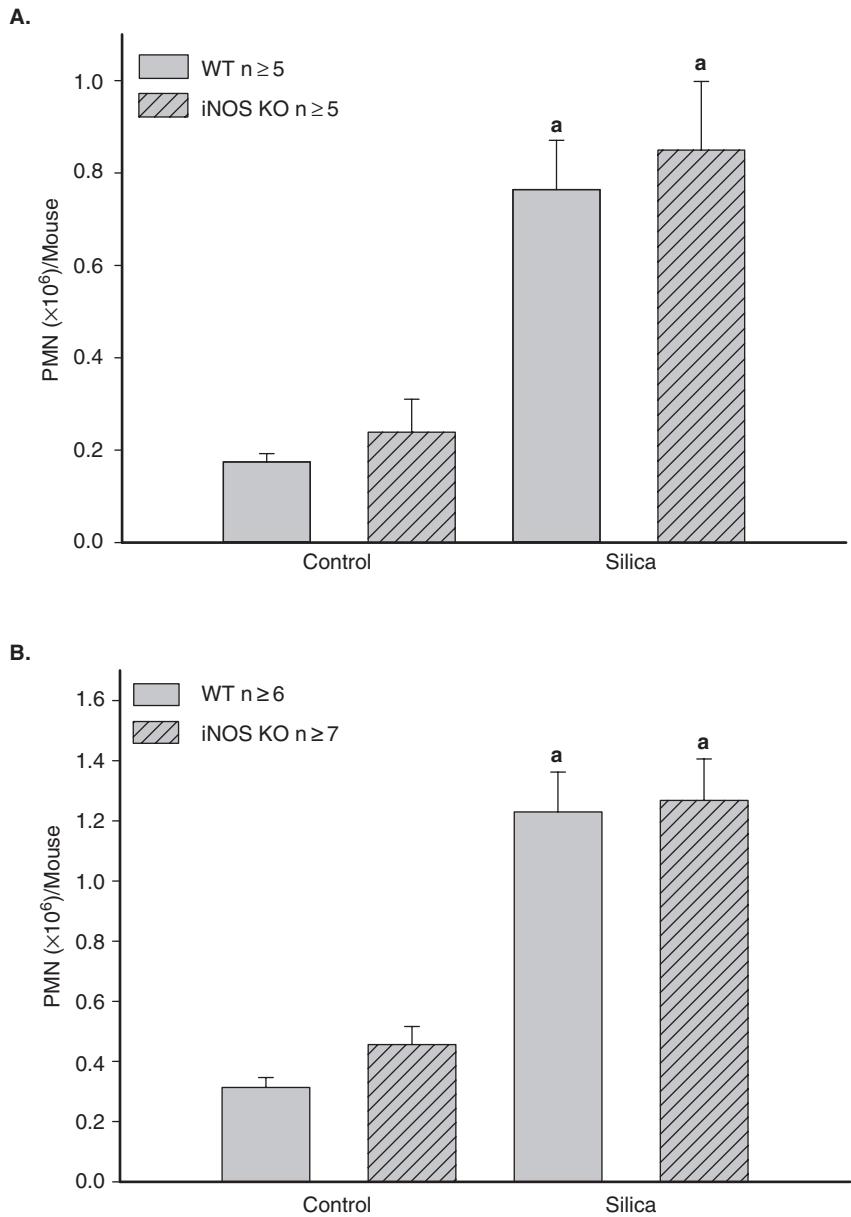 A.
WT n ≥ 5
iNOS KO n ≥ 5
a
a
1.0
0.8
0.6
0.4
0.2
0.0
PMN (×10⁶)/Mouse
Control
Silica
B.
WT n ≥ 6
iNOS KO n ≥ 7
a
a
1.6
1.4
1.2
1.0
0.8
0.6
0.4
0.2
0.0
PMN (×10⁶)/Mouse
Control
Silica